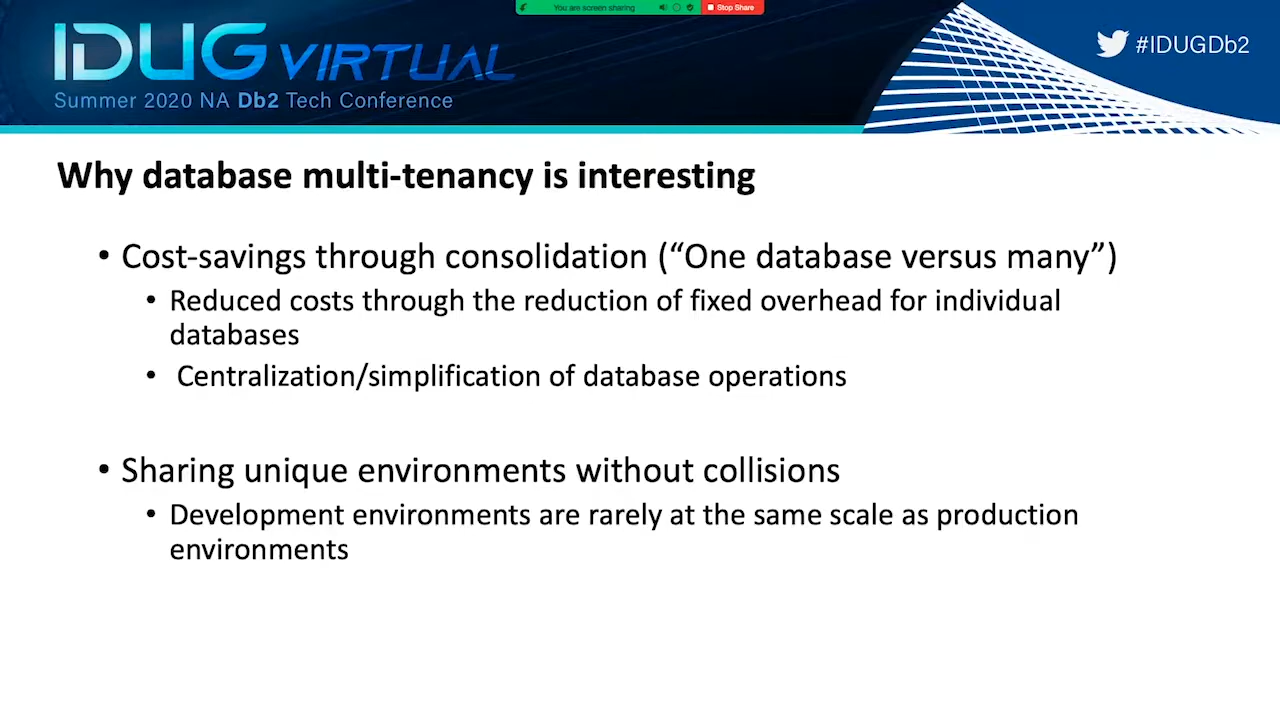 You are screen sharing
Stop Share
IDUG VIRTUAL
#IDUGDb2
Summer 2020 NA Db2 Tech Conference
Why database multi-tenancy is interesting
• Cost-savings through consolidation (“One database versus many”)
• Reduced costs through the reduction of fixed overhead for individual
databases
• Centralization/simplification of database operations
• Sharing unique environments without collisions
• Development environments are rarely at the same scale as production
environments